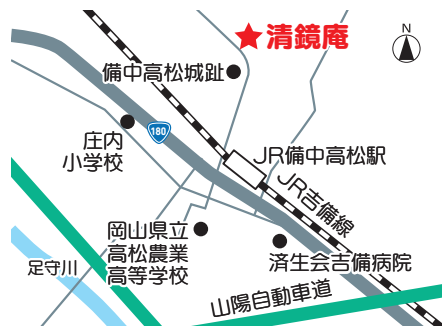 清鏡庵
N
備中高松城趾
180
庄内
小学校
JR備中高松駅
JR吉備線
岡山県立
高松農業
高等学校
済生会吉備病院
足守川
山陽自動車道